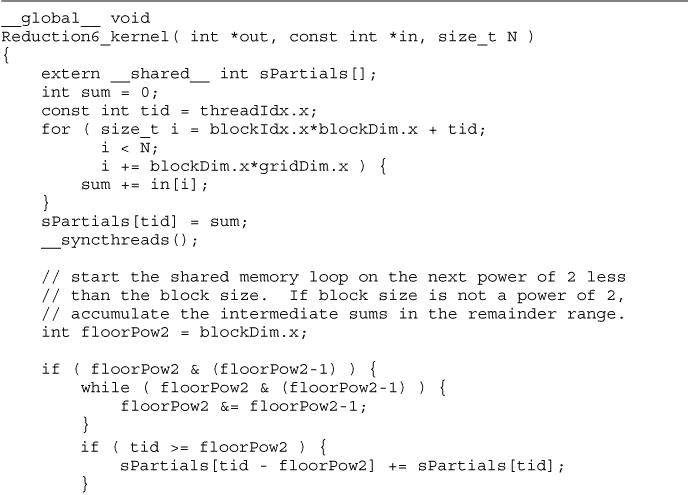 __global__ void
Reduction6_kernel( int *out, const int *in, size_t N )
{
    extern __shared__ int sPartials[];
    int sum = 0;
    const int tid = threadIdx.x;
    for ( size_t i = blockIdx.x*blockDim.x + tid;
          i < N;
          i += blockDim.x*gridDim.x ) {
        sum += in[i];
    }
    sPartials[tid] = sum;
    __syncthreads();

    // start the shared memory loop on the next power of 2 less
    // than the block size.  If block size is not a power of 2,
    // accumulate the intermediate sums in the remainder range.
    int floorPow2 = blockDim.x;

    if ( floorPow2 & (floorPow2-1) ) {
        while ( floorPow2 & (floorPow2-1) ) {
            floorPow2 &= floorPow2-1;
        }
        if ( tid >= floorPow2 ) {
            sPartials[tid - floorPow2] += sPartials[tid];
        }